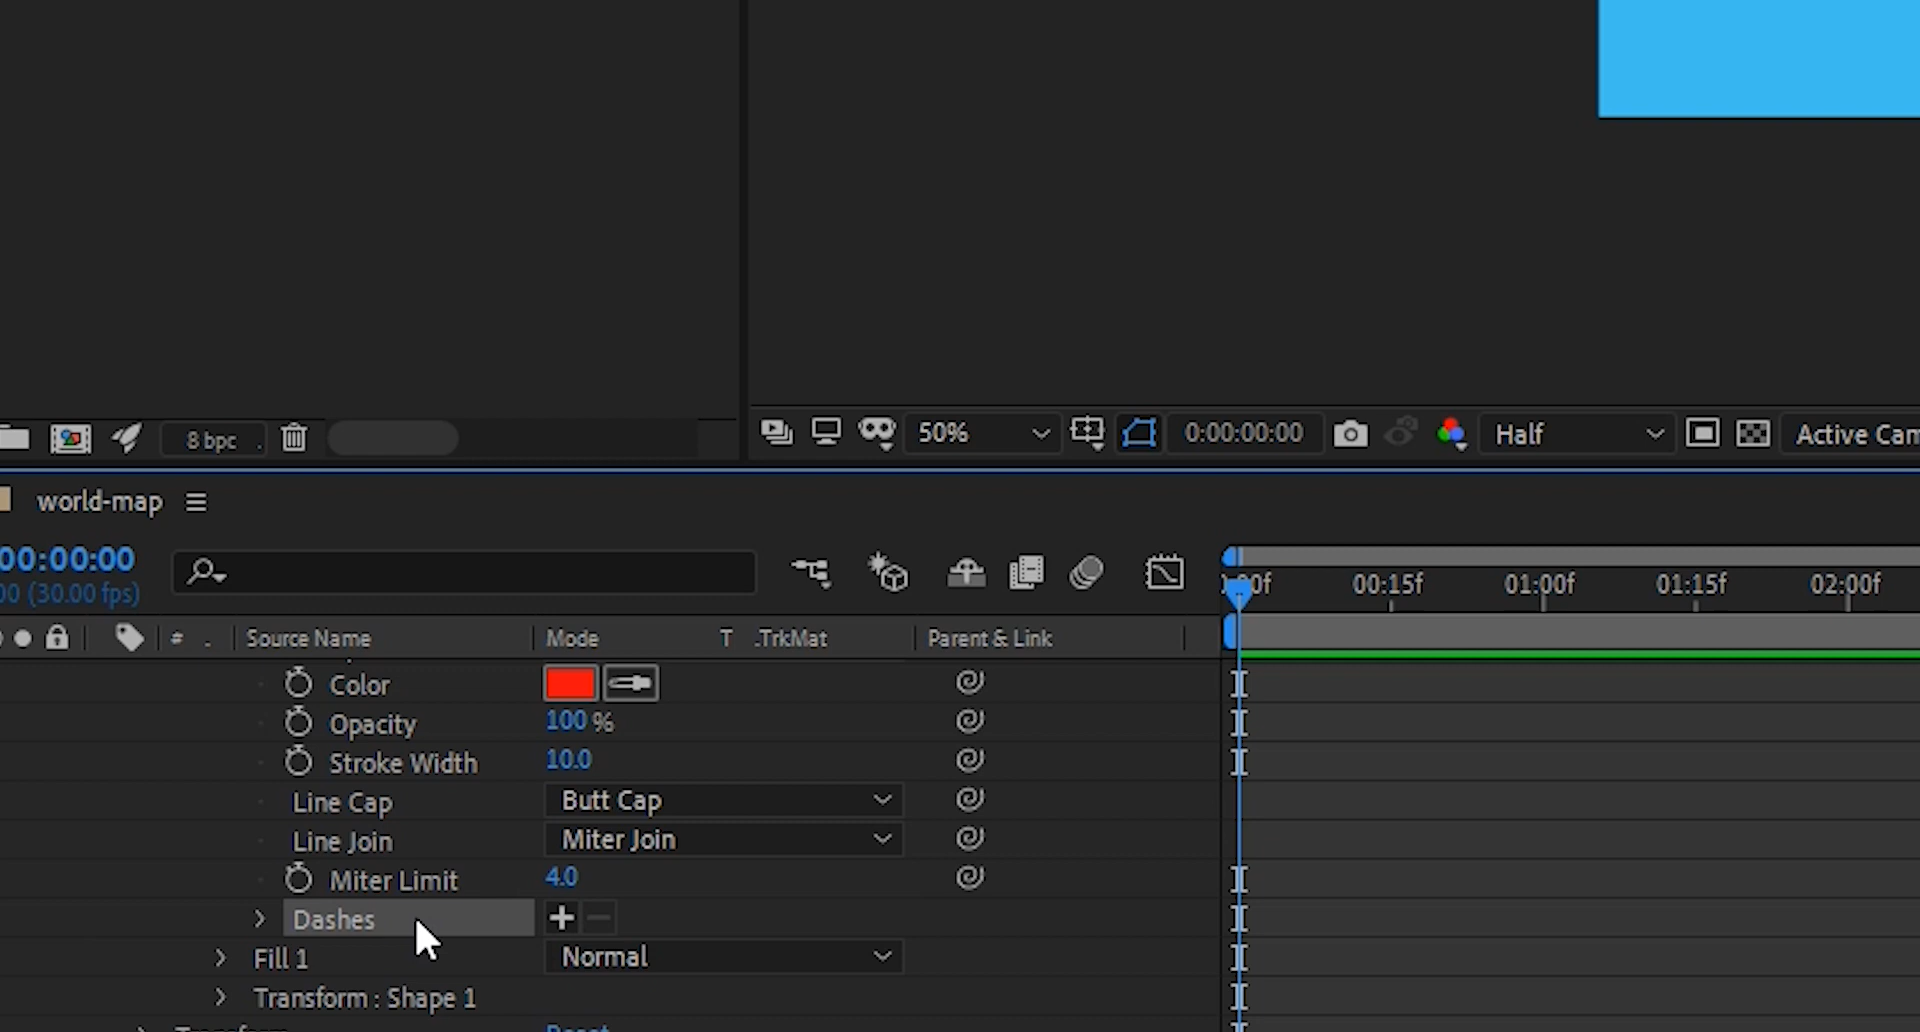 8 bpc
50%
0:00:00:00
Half
Active Cam
world-map
00:00:00
00 (30.00 fps)
00f 00:15f 01:00f 01:15f 02:00f
# Source Name Mode T .TrkMat Parent & Link
Color
Opacity 100 %
Stroke Width 10.0
Line Cap Butt Cap
Line Join Miter Join
Miter Limit 4.0
Dashes
Fill 1 Normal
Transform : Shape 1
Transform Reset